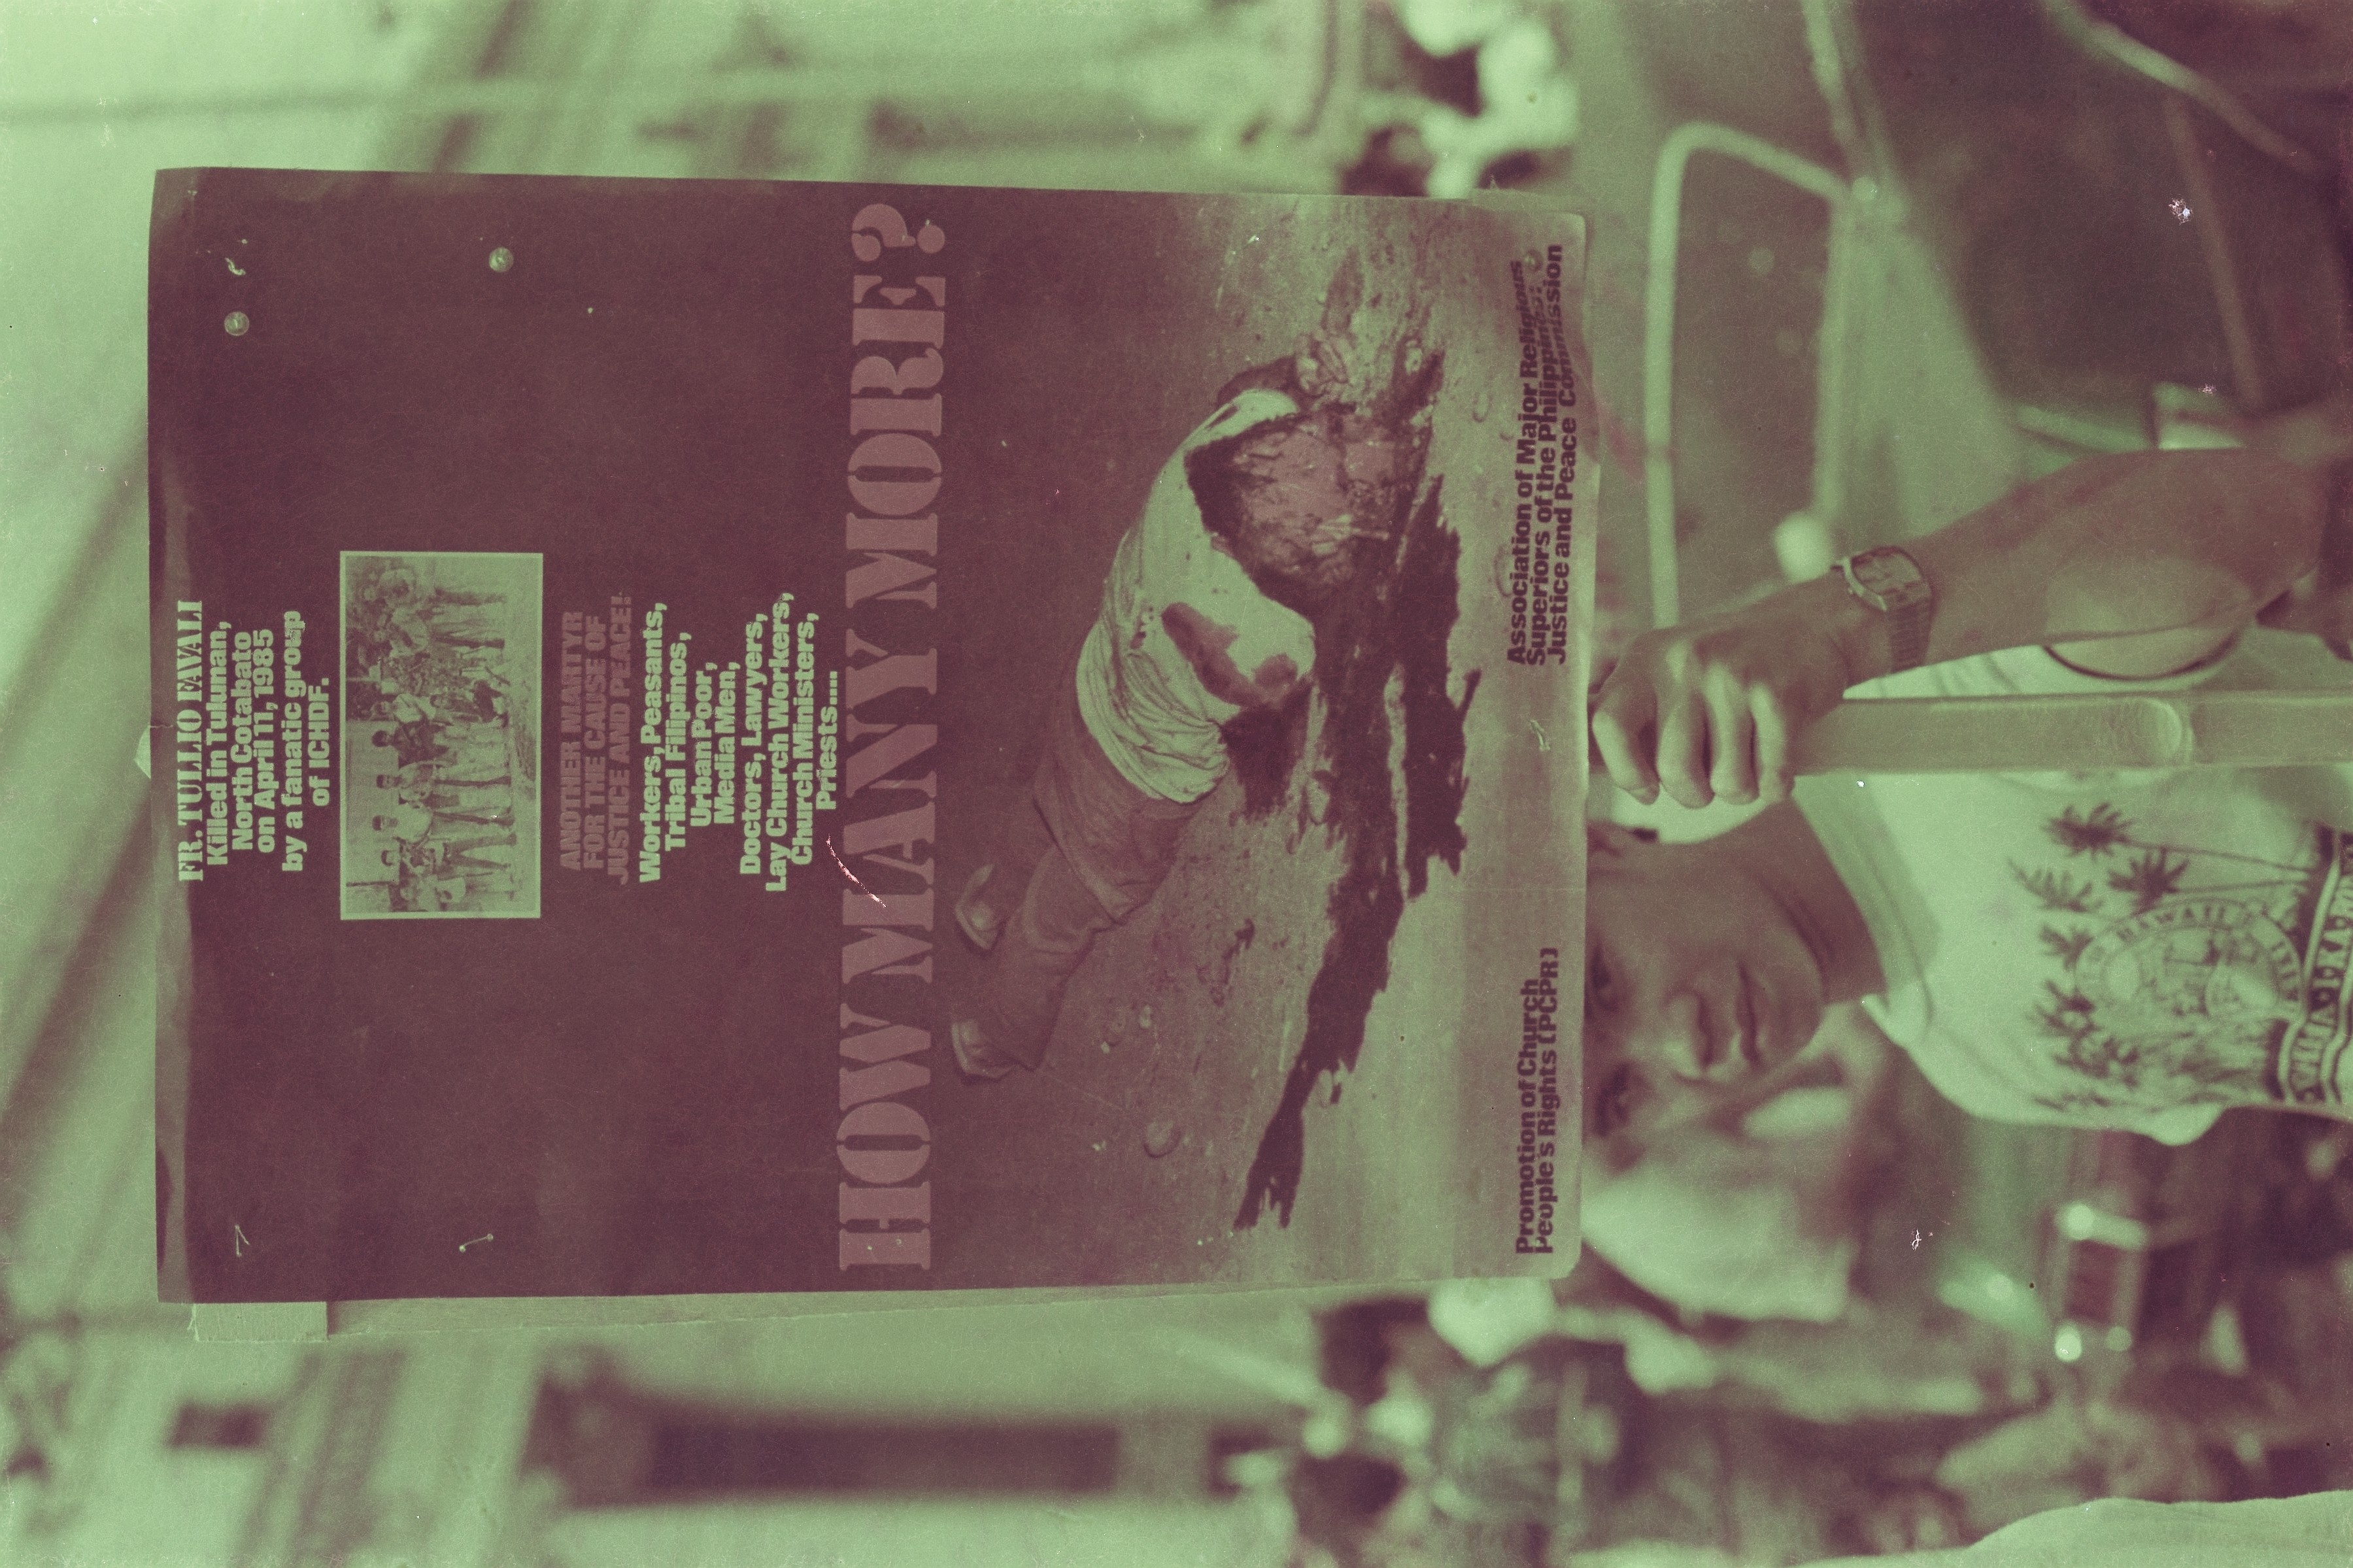 FR. TULLIO FAVALI
Killed in Tulunan,
North Cotabato
on April 11, 1985
by a fanatic group
of ICHDF.
ANOTHER MARTYR
FOR THE CAUSE OF
JUSTICE AND PEACE!
Workers, Peasants,
Tribal Filipinos,
Urban Poor,
Media Men,
Doctors, Lawyers,
Lay Church Workers,
Church Ministers,
Priests....
HOW MANY MORE?
Promotion of Church
People's Rights (PCPR)
Association of Major Religious
Superiors of the Philippines:
Justice and Peace Commission
OF HAWAII